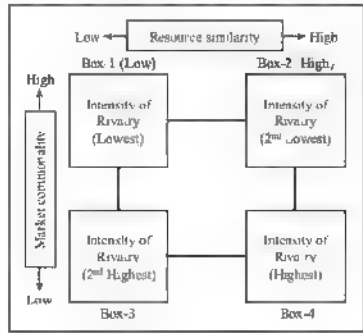 Low Resource similarity High
Box-1 (Low) Box-2 High,
High
Intensity of Rivalry (Lowest)
Intensity of Rivalry (2nd Lowest)
Market commonality
Intensity of Rivalry (2nd Highest)
Intensity of Rivalry (Highest)
Low
Box-3 Box-4